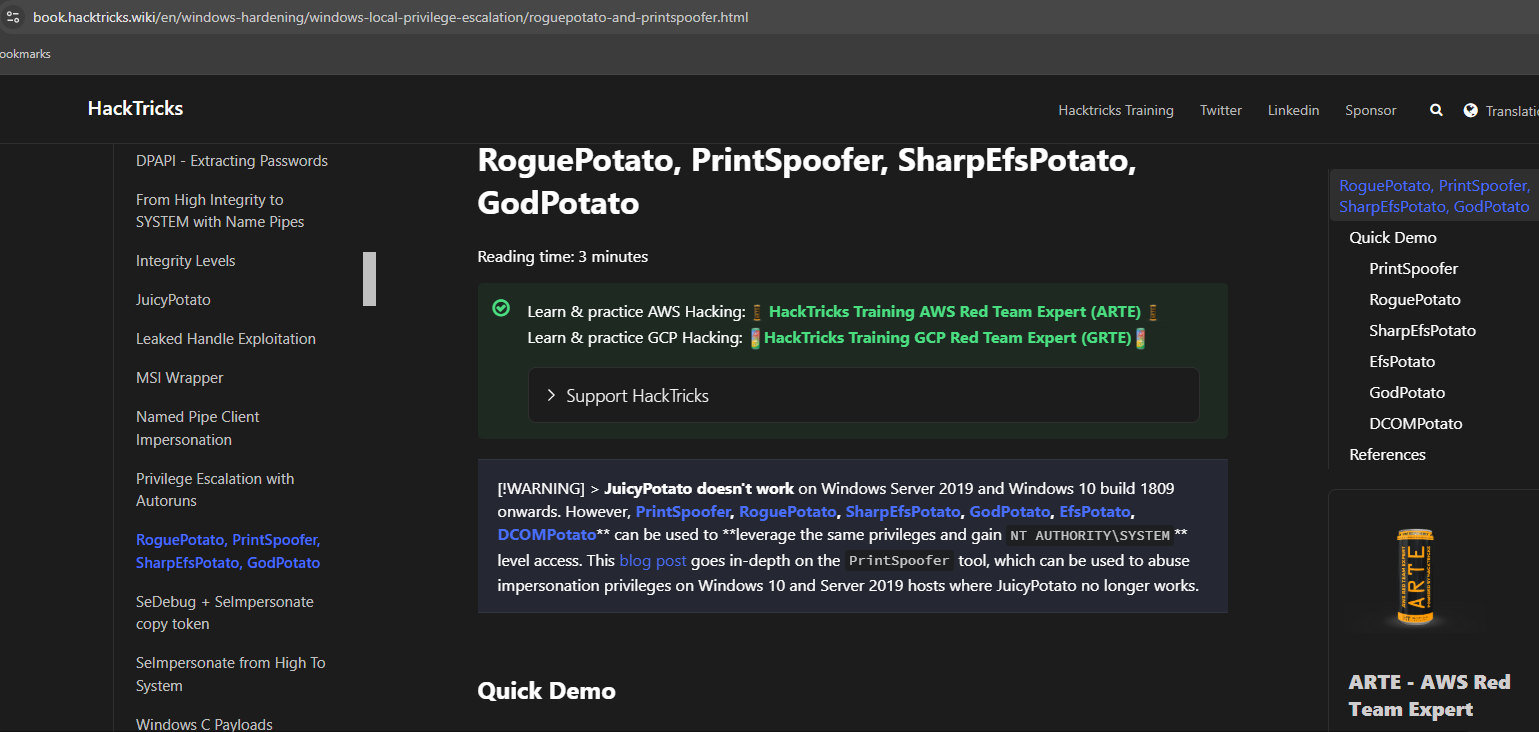 book.hacktricks.wiki/en/windows-hardening/windows-local-privilege-escalation/roguepotato-and-printspoofer.html
ookmarks
HackTricks
Hacktricks Training
Twitter
Linkedin
Sponsor
Translatio
DPAPI - Extracting Passwords
From High Integrity to
SYSTEM with Name Pipes
Integrity Levels
JuicyPotato
Leaked Handle Exploitation
MSI Wrapper
Named Pipe Client
Impersonation
Privilege Escalation with
Autoruns
RoguePotato, PrintSpoofer,
SharpEfsPotato, GodPotato
SeDebug + SeImpersonate
copy token
SeImpersonate from High To
System
Windows C Payloads
RoguePotato, PrintSpoofer, SharpEfsPotato,
GodPotato
Reading time: 3 minutes
Learn & practice AWS Hacking: HackTricks Training AWS Red Team Expert (ARTE)
Learn & practice GCP Hacking: HackTricks Training GCP Red Team Expert (GRTE)
Support HackTricks
[!WARNING] > JuicyPotato doesn't work on Windows Server 2019 and Windows 10 build 1809
onwards. However, PrintSpoofer, RoguePotato, SharpEfsPotato, GodPotato, EfsPotato,
DCOMPotato** can be used to **leverage the same privileges and gain NT AUTHORITY\SYSTEM **
level access. This blog post goes in-depth on the PrintSpoofer tool, which can be used to abuse
impersonation privileges on Windows 10 and Server 2019 hosts where JuicyPotato no longer works.
Quick Demo
RoguePotato, PrintSpoofer,
SharpEfsPotato, GodPotato
Quick Demo
PrintSpoofer
RoguePotato
SharpEfsPotato
EfsPotato
GodPotato
DCOMPotato
References
ARTE
ARTE - AWS Red
Team Expert